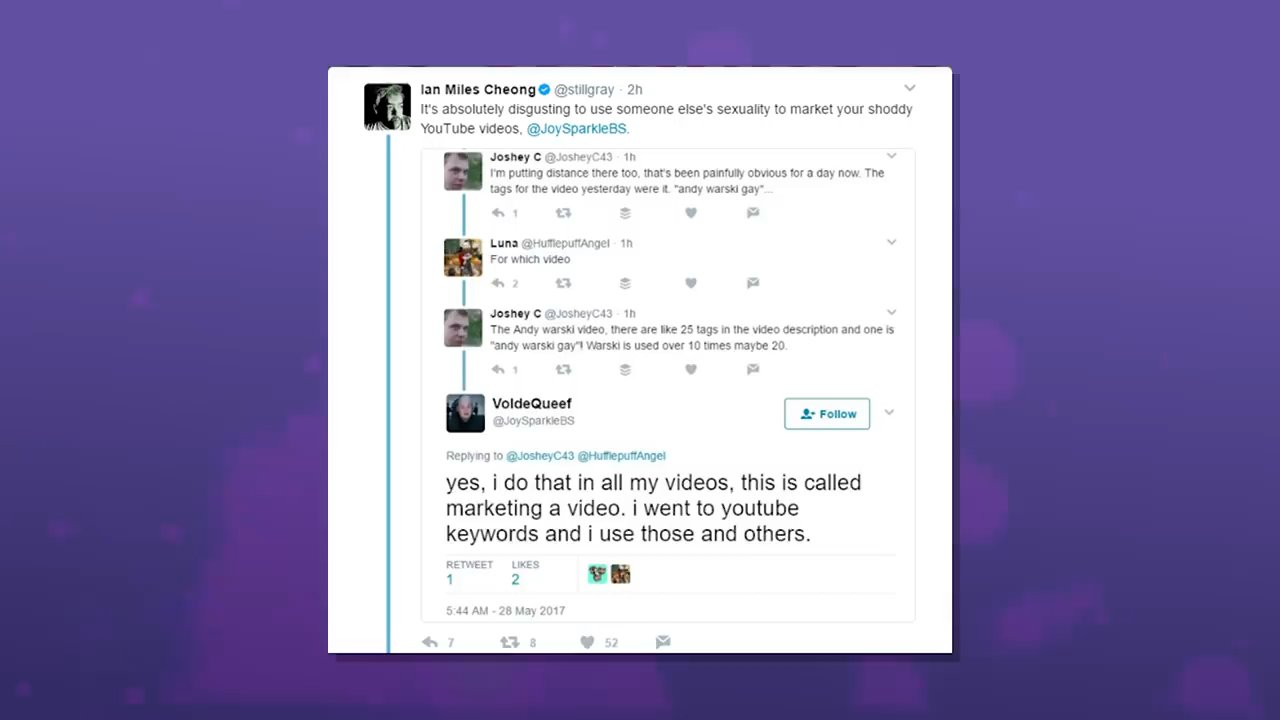 Ian Miles Cheong @stillgray · 2h
It's absolutely disgusting to use someone else's sexuality to market your shoddy
YouTube videos, @JoySparkleBS.
Joshey C @JosheyC43 · 1h
I'm putting distance there too, that's been painfully obvious for a day now. The
tags for the video yesterday were it. "andy warski gay"...
1
Luna @HufflepuffAngel · 1h
For which video
2
Joshey C @JosheyC43 · 1h
The Andy warski video, there are like 25 tags in the video description and one is
"andy warski gay"! Warski is used over 10 times maybe 20.
1
VoldeQueef
@JoySparkleBS
Follow
Replying to @JosheyC43 @HufflepuffAngel
yes, i do that in all my videos, this is called
marketing a video. i went to youtube
keywords and i use those and others.
RETWEET LIKES
1 2
5:44 AM - 28 May 2017
7 8 52